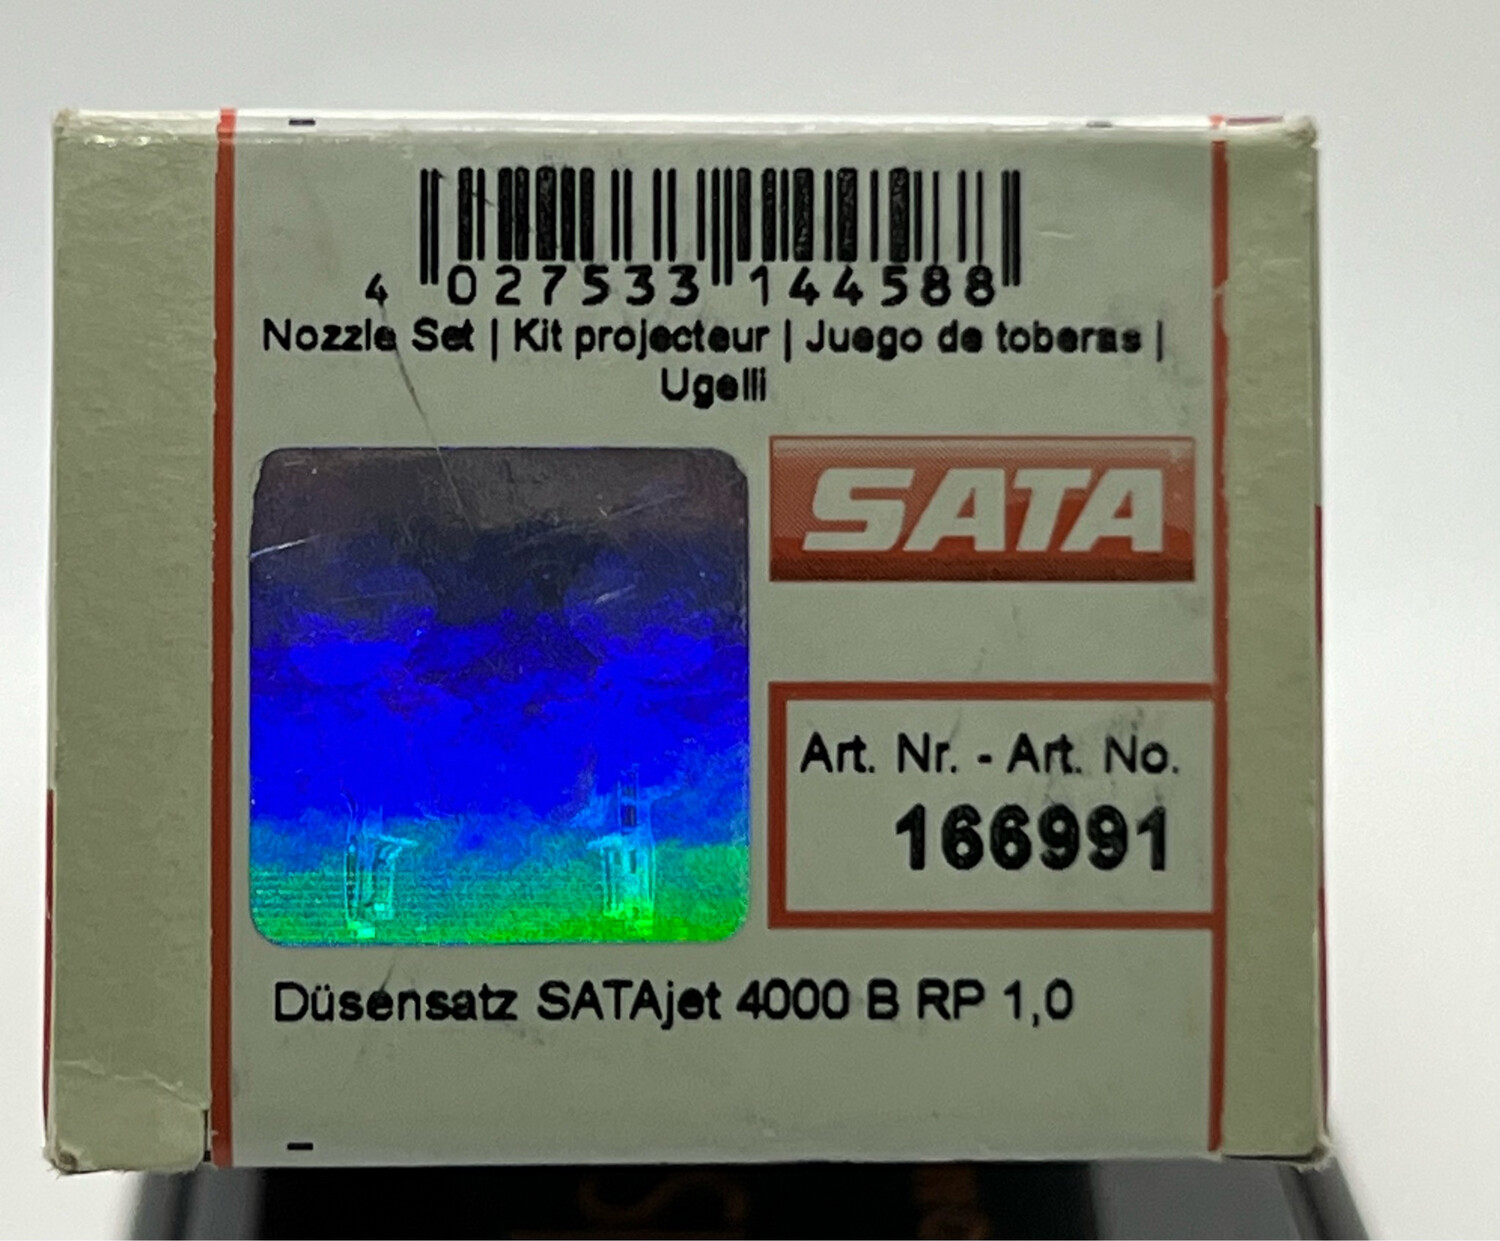 4 027533 144588
Nozzle Set | Kit projecteur | Juego de toberas |
Ugelli
SATA
Art. Nr. - Art. No.
166991
Düsensatz SATAjet 4000 B RP 1,0